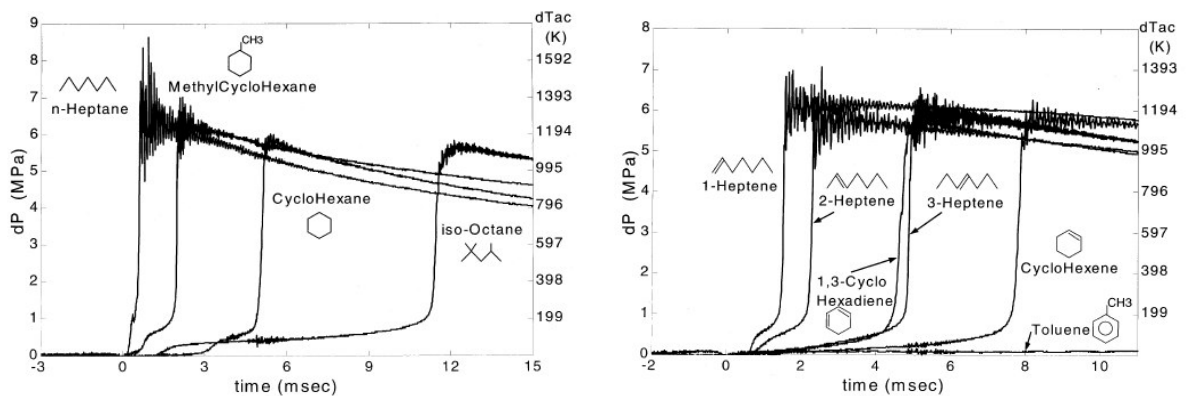 dTac
(K)
9
8
7
6
5
4
3
2
1
0
dP (MPa)
1592
1393
1194
995
796
597
398
199
CH3
MethylCycloHexane
n-Heptane
CycloHexane
iso-Octane
-3
0
3
6
9
12
15
time (msec)
dTac
(K)
8
7
6
5
4
3
2
1
0
dP (MPa)
1393
1194
995
796
597
398
199
1-Heptene
2-Heptene
3-Heptene
1,3-Cyclo
Hexadiene
CycloHexene
CH3
Toluene
-2
0
2
4
6
8
10
time (msec)